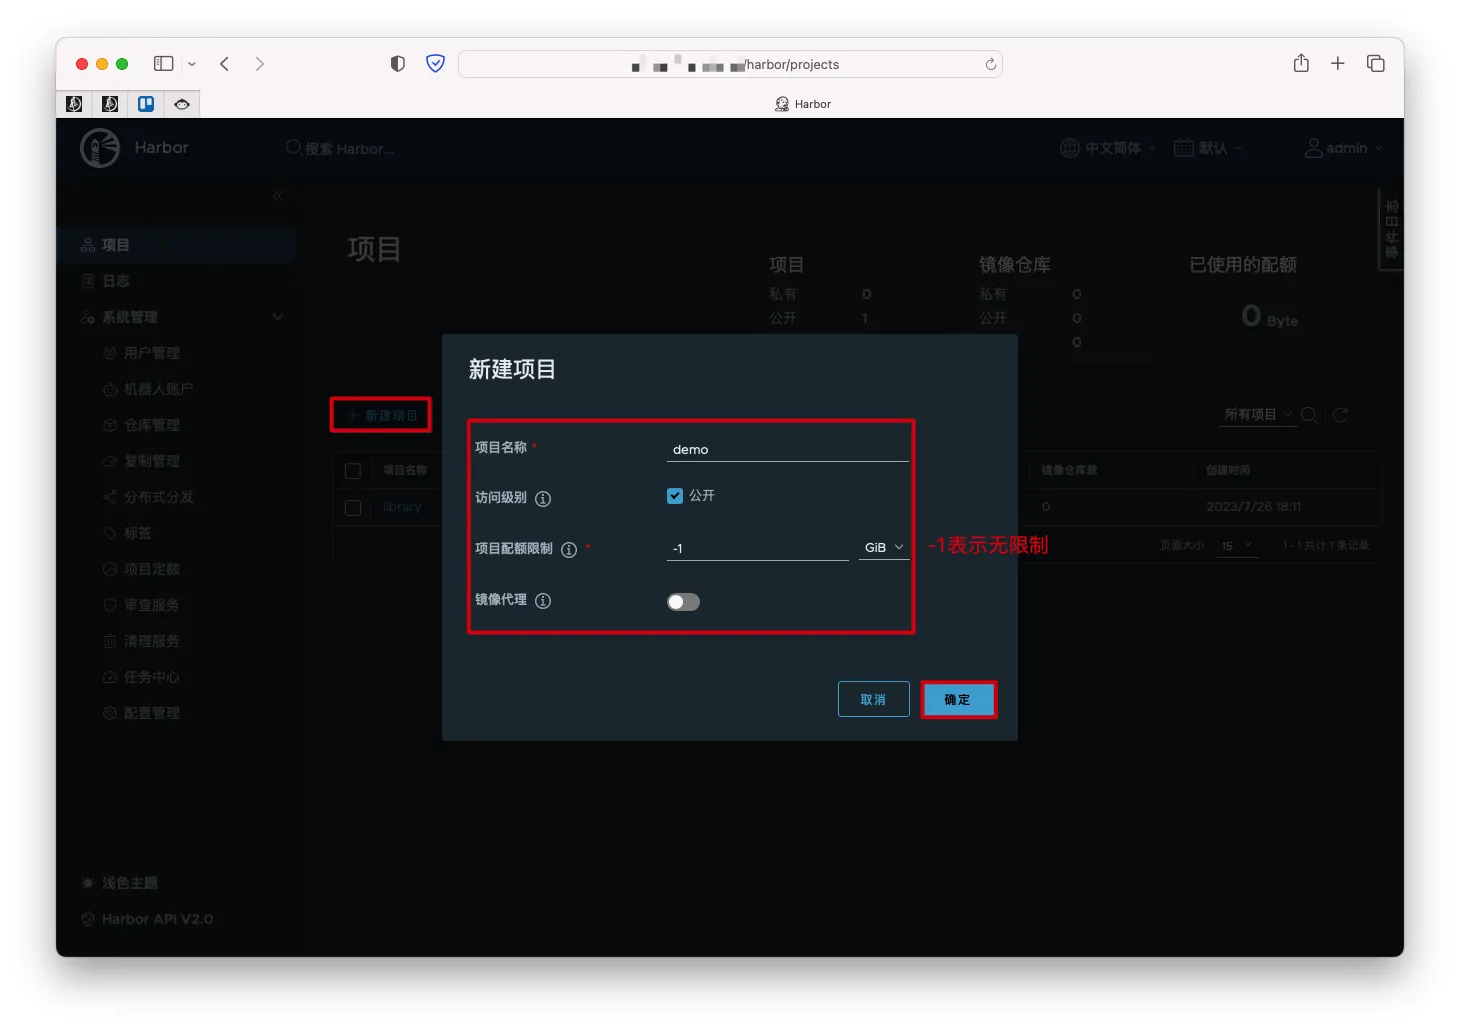 /harbor/projects
Harbor
Harbor
搜索 Harbor...
中文简体
默认
admin
事件日志
项目
日志
系统管理
用户管理
机器人账户
仓库管理
复制管理
分布式分发
标签
项目定额
审查服务
清理服务
任务中心
配置管理
浅色主题
Harbor API V2.0
项目
项目
私有 0
公开 1
镜像仓库
私有 0
公开 0
0
已使用的配额
0 Byte
新建项目
所有项目
项目名称
镜像仓库数
创建时间
library
0
2023/7/26 18:11
页面大小 15
1 - 1 共计 1 条记录
新建项目
项目名称 *
demo
访问级别
公开
项目配额限制 *
-1
GiB
-1表示无限制
镜像代理
取消
确定